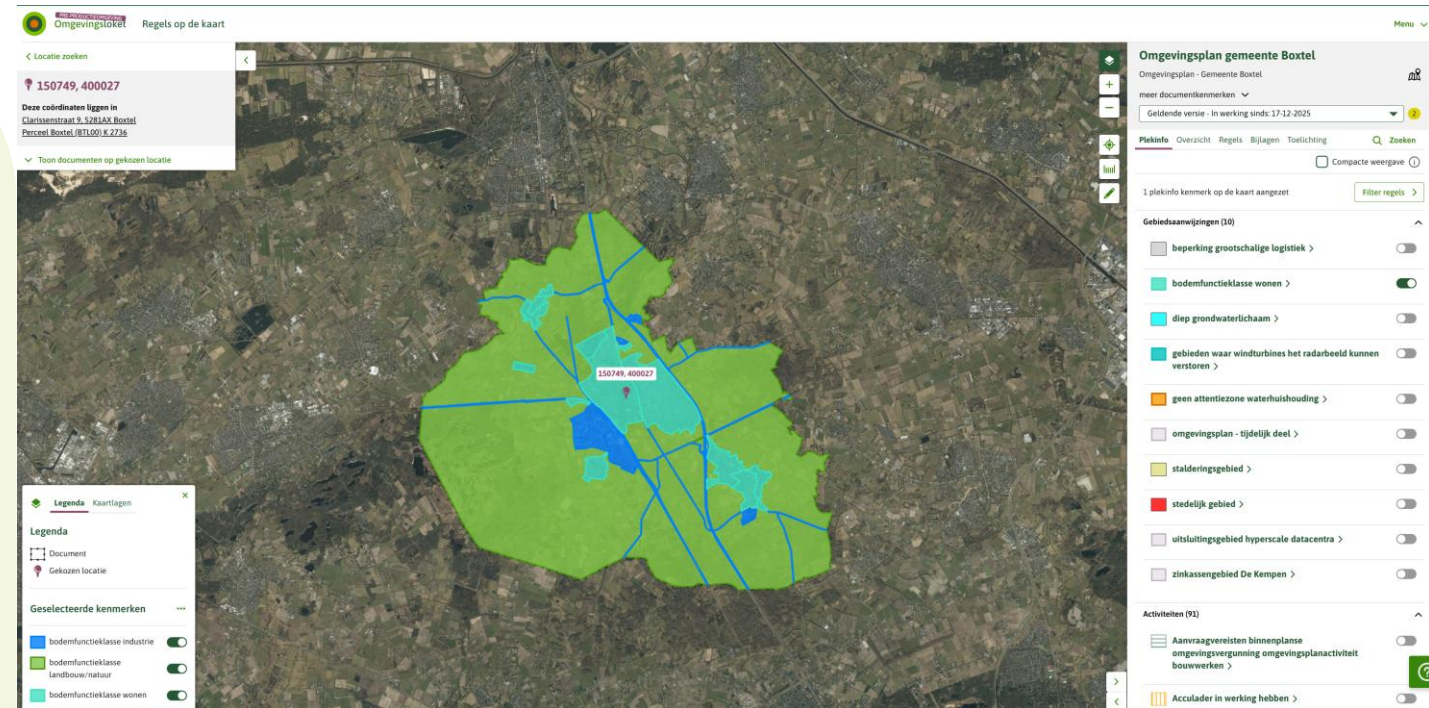 PRE-PRODUCTIEOMGEVING
Omgevingsloket
Regels op de kaart
Menu
Locatie zoeken
150749, 400027
Deze coördinaten liggen in
Clarissenstraat 9, 5281AX Boxtel
Perceel Boxtel (BTL00) K 2736
Toon documenten op gekozen locatie
150749, 400027
Legenda Kaartlagen
Legenda
Document
Gekozen locatie
Geselecteerde kenmerken
bodemfunctieklasse industrie
bodemfunctieklasse
landbouw/natuur
bodemfunctieklasse wonen
Omgevingsplan gemeente Boxtel
Omgevingsplan - Gemeente Boxtel
meer documentkenmerken
Geldende versie - In werking sinds: 17-12-2025
2
Plekinfo Overzicht Regels Bijlagen Toelichting Zoeken
Compacte weergave
1 plekinfo kenmerk op de kaart aangezet
Filter regels
Gebiedsaanwijzingen (10)
beperking grootschalige logistiek
bodemfunctieklasse wonen
diep grondwaterlichaam
gebieden waar windturbines het radarbeeld kunnen
verstoren
geen attentiezone waterhuishouding
omgevingsplan - tijdelijk deel
stalderingsgebied
stedelijk gebied
uitsluitingsgebied hyperscale datacentra
zinkassengebied De Kempen
Activiteiten (91)
Aanvraagvereisten binnenplanse
omgevingsvergunning omgevingsplanactiviteit
bouwwerken
Acculader in werking hebben